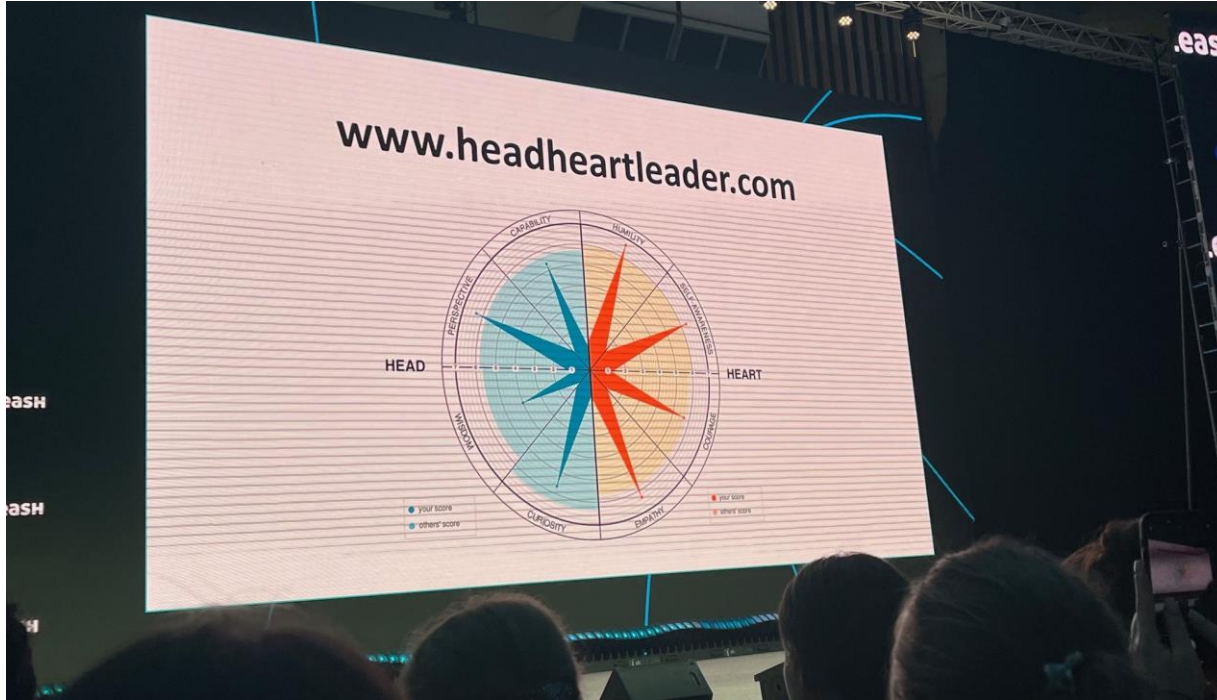 .eas
www.headheartleader.com
CAPABILITY
HUMILITY
PERSPECTIVE
SELF-AWARENESS
HEAD
HEART
WISDOM
COURAGE
CURIOSITY
EMPATHY
your score
others' score
your score
others' score
easH
asH
H